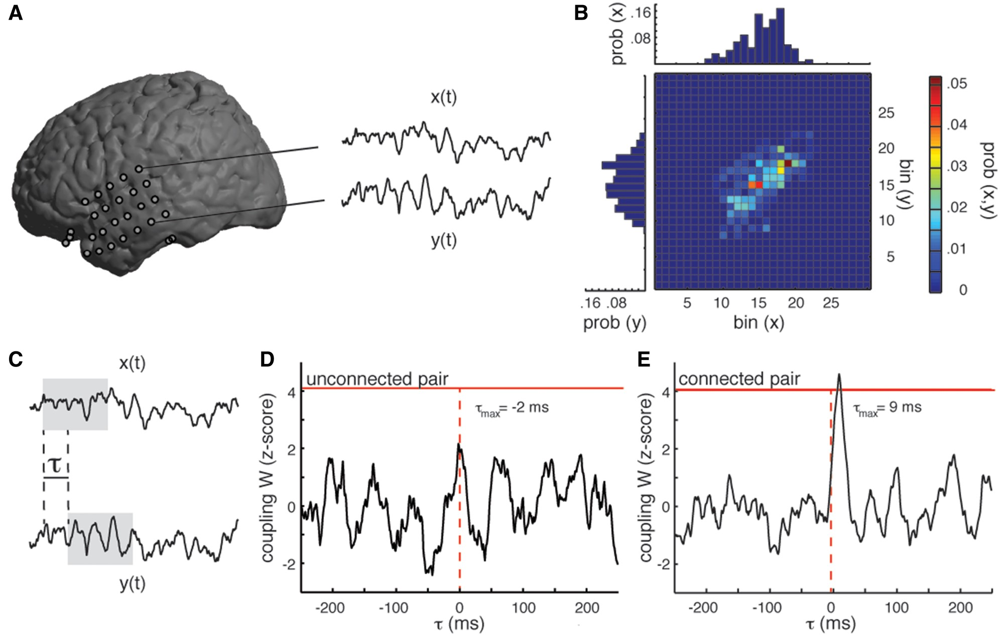 A
x(t)
y(t)
B
prob (x)
.16
.08
25
20
15
10
5
bin (y)
.16 .08
prob (y)
5 10 15 20 25
bin (x)
.05
.04
.03
.02
.01
0
prob (x,y)
C
x(t)
τ
y(t)
D
unconnected pair
τmax= -2 ms
coupling W (z-score)
4
2
0
-2
-200 -100 0 100 200
τ (ms)
E
connected pair
τmax= 9 ms
coupling W (z-score)
4
2
0
-2
-200 -100 0 100 200
τ (ms)